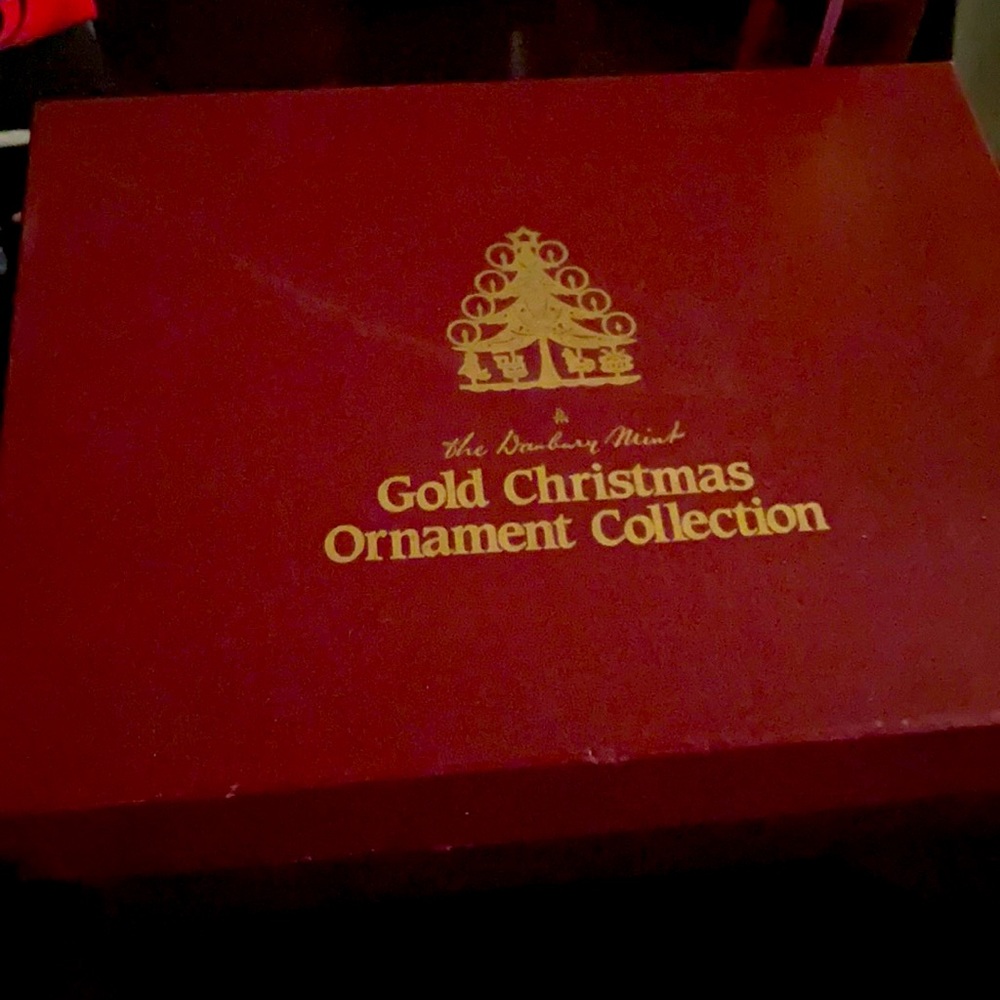 The Danbury Mint
Gold Christmas
Ornament Collection